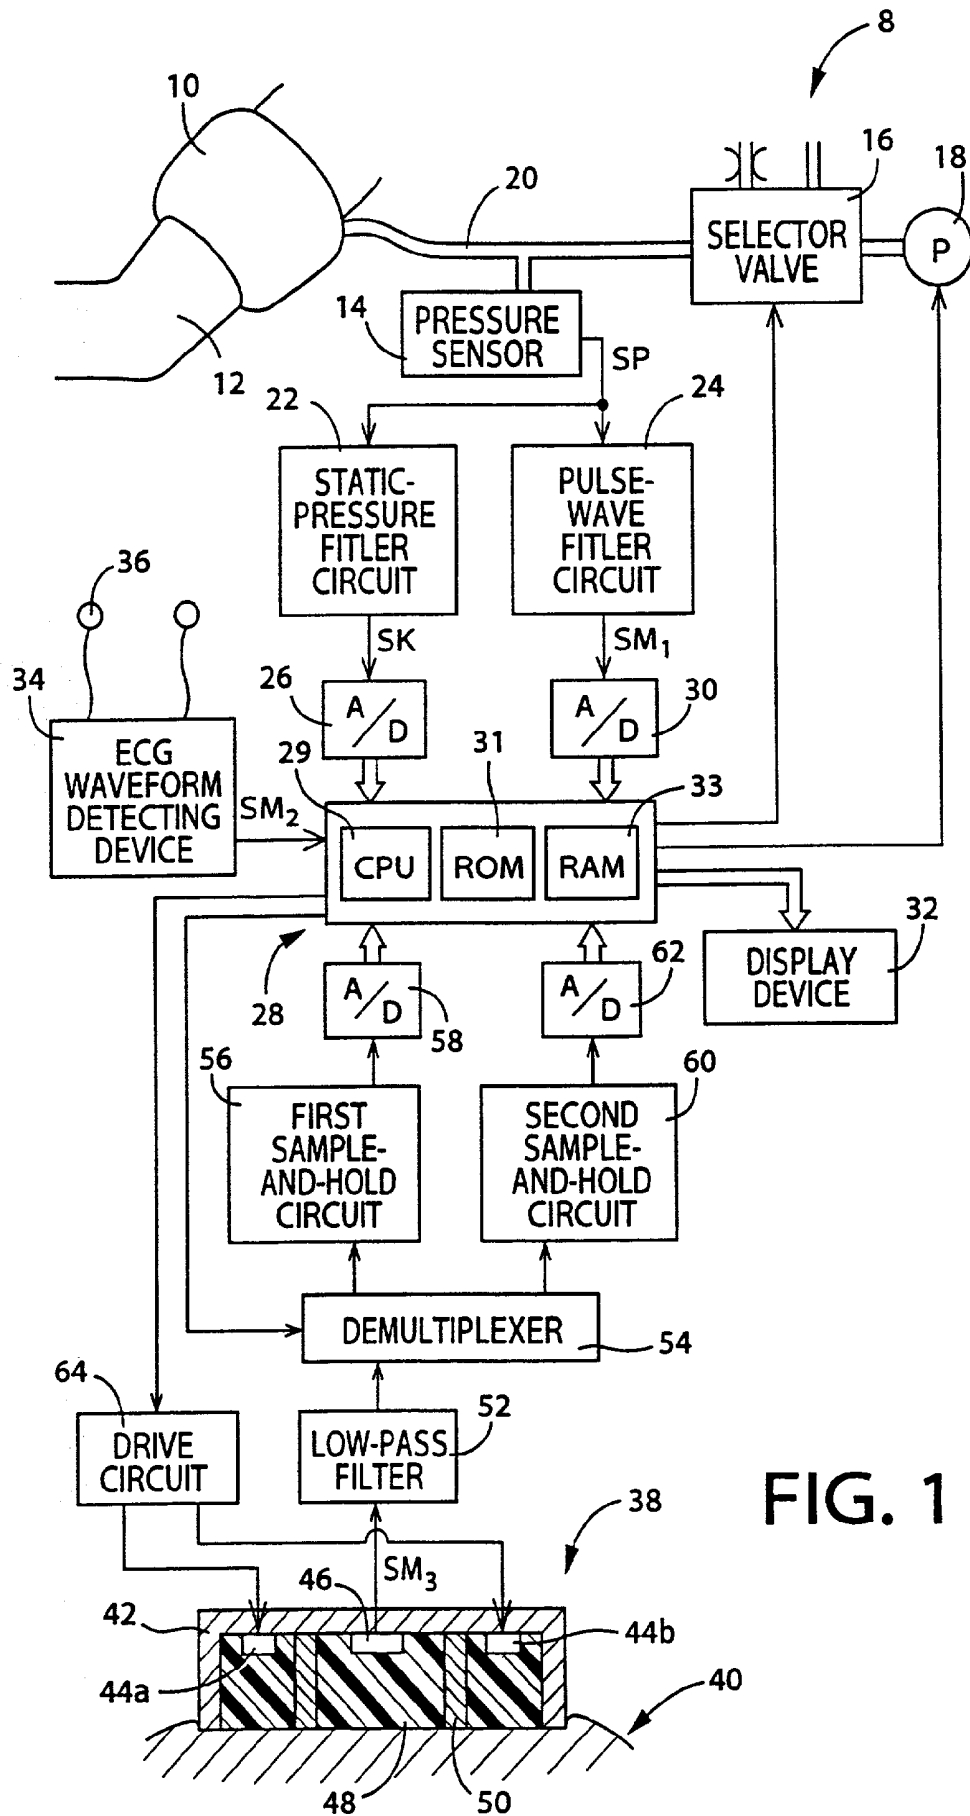 8
10
16
18
20
SELECTOR
VALVE
P
14
PRESSURE
SENSOR
12
SP
22
24
STATIC-
PRESSURE
FITLER
CIRCUIT
PULSE-
WAVE
FITLER
CIRCUIT
36
SK
SM1
34
26
A/D
A/D
30
ECG
WAVEFORM
DETECTING
DEVICE
29
31
33
SM2
CPU
ROM
RAM
28
A/D
58
A/D
62
32
DISPLAY
DEVICE
56
60
FIRST
SAMPLE-
AND-HOLD
CIRCUIT
SECOND
SAMPLE-
AND-HOLD
CIRCUIT
DEMULTIPLEXER
54
64
52
DRIVE
CIRCUIT
LOW-PASS
FILTER
FIG. 1
38
SM3
46
42
44b
44a
40
48
50